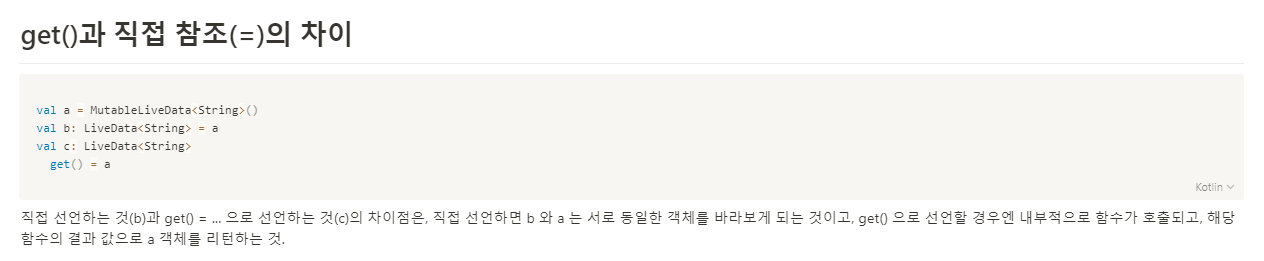 get()과 직접 참조(=)의 차이
val a = MutableLiveData<String>()
val b: LiveData<String> = a
val c: LiveData<String>
  get() = a
Kotlin
직접 선언하는 것(b)과 get() = ... 으로 선언하는 것(c)의 차이점은, 직접 선언하면 b 와 a 는 서로 동일한 객체를 바라보게 되는 것이고, get() 으로 선언할 경우엔 내부적으로 함수가 호출되고, 해당
함수의 결과 값으로 a 객체를 리턴하는 것.